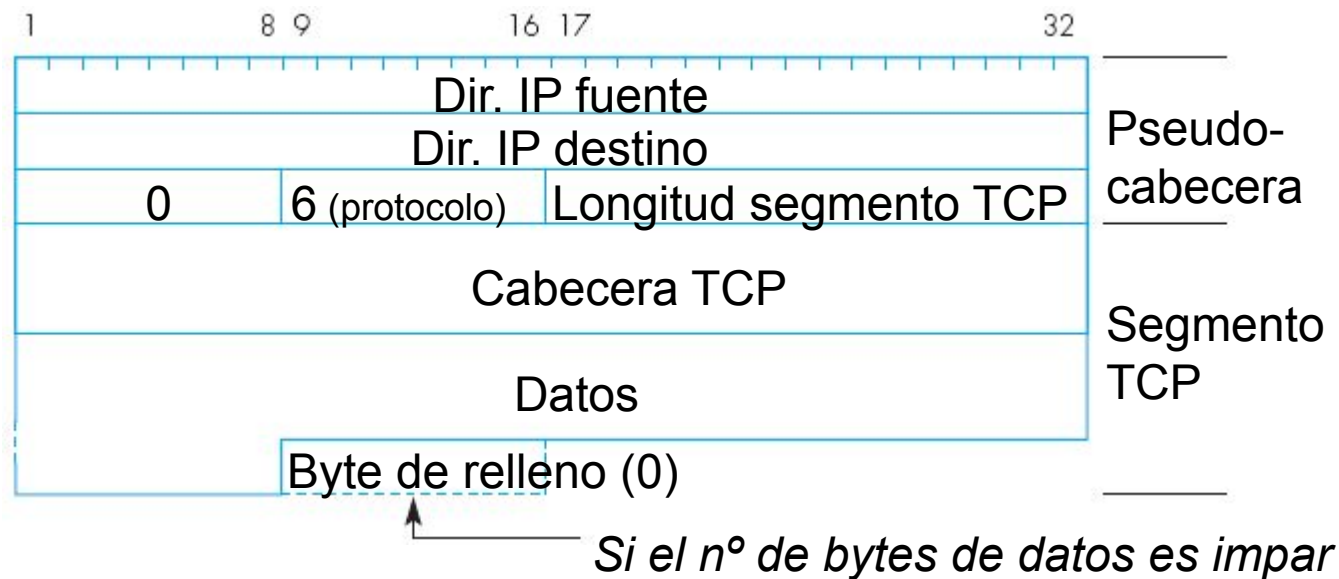 1 8 9 16 17 32
Dir. IP fuente
Dir. IP destino
Pseudo-
cabecera
0 6 (protocolo) Longitud segmento TCP
Cabecera TCP
Segmento
TCP
Datos
Byte de relleno (0)
Si el nº de bytes de datos es impar